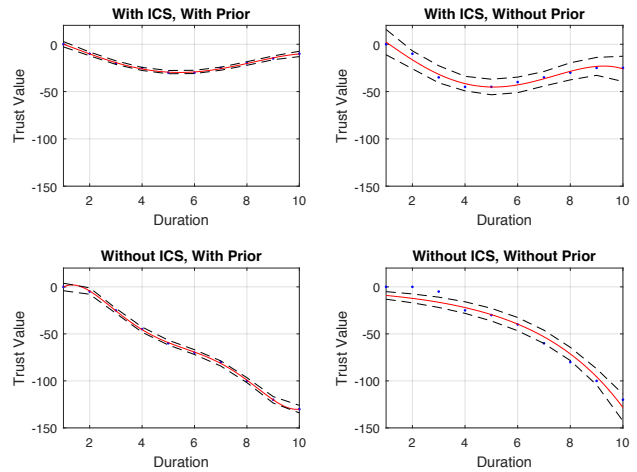 With ICS, With Prior
0
-50
-100
-150
2 4 6 8 10
Trust Value
Duration
With ICS, Without Prior
0
-50
-100
-150
2 4 6 8 10
Trust Value
Duration
Without ICS, With Prior
0
-50
-100
-150
2 4 6 8 10
Trust Value
Duration
Without ICS, Without Prior
0
-50
-100
-150
2 4 6 8 10
Trust Value
Duration